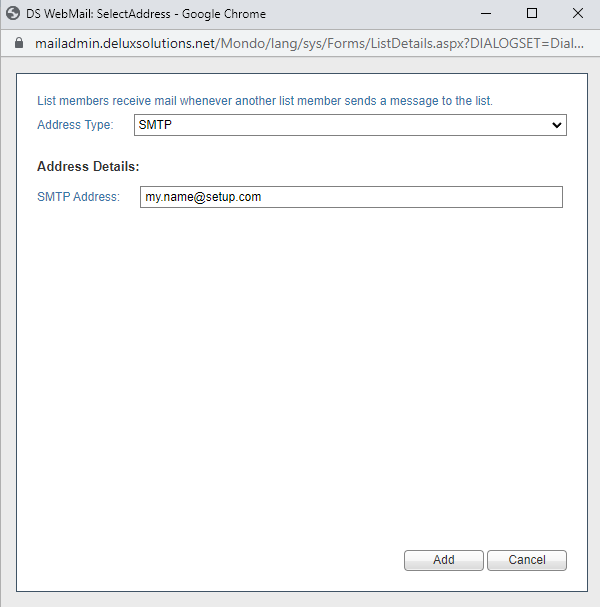 DS WebMail: SelectAddress - Google Chrome
mailadmin.deluxsolutions.net/Mondo/lang/sys/Forms/ListDetails.aspx?DIALOGSET=Dial...
List members receive mail whenever another list member sends a message to the list.
Address Type: SMTP
Address Details:
SMTP Address: my.name@setup.com
Add Cancel